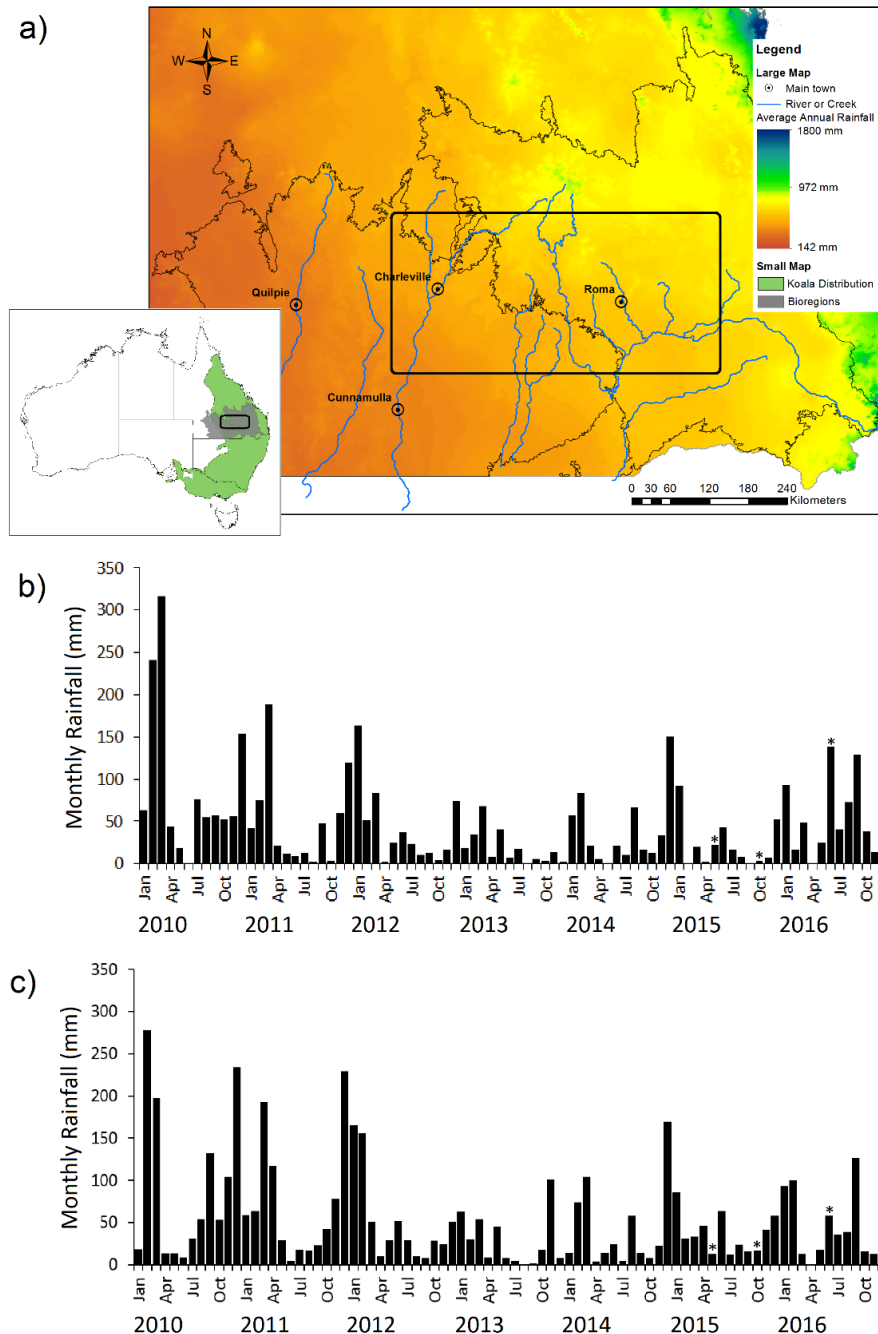 a)
N
W E
S
Quilpie
Charleville
Roma
Cunnamulla
Legend
Large Map
Main town
River or Creek
Average Annual Rainfall
1800 mm
972 mm
142 mm
Small Map
Koala Distribution
Bioregions
0 30 60 120 180 240
Kilometers
b)
Monthly Rainfall (mm)
350
300
250
200
150
100
50
0
* * *
Jan Apr Jul Oct Jan Apr Jul Oct Jan Apr Jul Oct Jan Apr Jul Oct Jan Apr Jul Oct Jan Apr Jul Oct Jan Apr Jul Oct
2010 2011 2012 2013 2014 2015 2016
c)
Monthly Rainfall (mm)
350
300
250
200
150
100
50
0
* * *
Jan Apr Jul Oct Jan Apr Jul Oct Jan Apr Jul Oct Jan Apr Jul Oct Jan Apr Jul Oct Jan Apr Jul Oct Jan Apr Jul Oct
2010 2011 2012 2013 2014 2015 2016